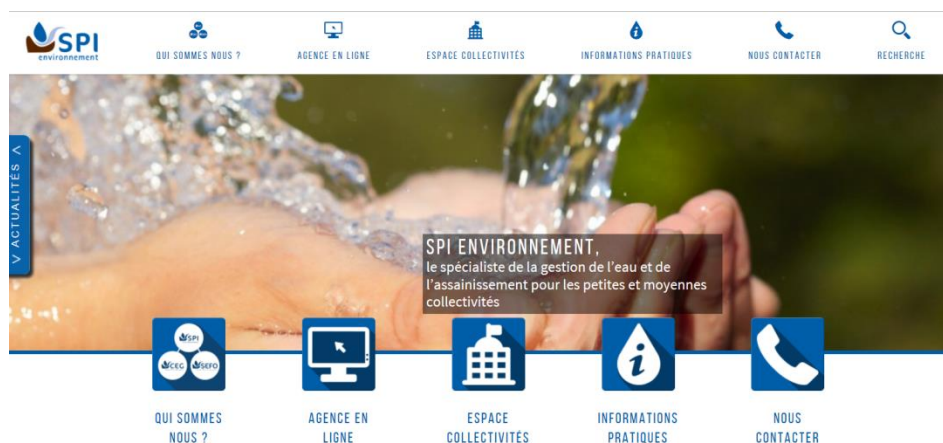 SPI
environnement
QUI SOMMES NOUS ?
AGENCE EN LIGNE
ESPACE COLLECTIVITÉS
INFORMATIONS PRATIQUES
NOUS CONTACTER
RECHERCHE
< ACTUALITÉS >
SPI ENVIRONNEMENT,
le spécialiste de la gestion de l'eau et de
l'assainissement pour les petites et moyennes
collectivités
SPI
CEG
SEFO
QUI SOMMES
NOUS ?
AGENCE EN
LIGNE
ESPACE
COLLECTIVITÉS
INFORMATIONS
PRATIQUES
NOUS
CONTACTER